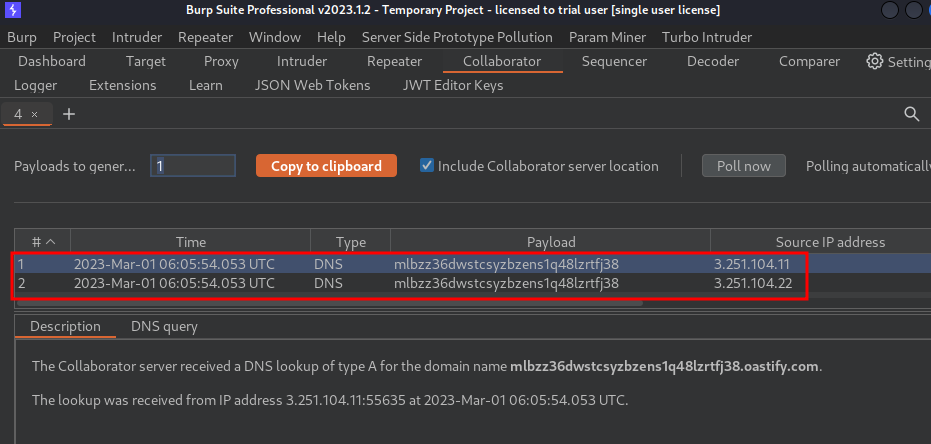 Burp Suite Professional v2023.1.2 - Temporary Project - licensed to trial user [single user license]
Burp Project Intruder Repeater Window Help Server Side Prototype Pollution Param Miner Turbo Intruder
Dashboard Target Proxy Intruder Repeater Collaborator Sequencer Decoder Comparer Setting
Logger Extensions Learn JSON Web Tokens JWT Editor Keys
4 × +
Payloads to gener... 1 Copy to clipboard Include Collaborator server location Poll now Polling automatically
# Time Type Payload Source IP address
1 2023-Mar-01 06:05:54.053 UTC DNS mlbzz36dwstcsyzbzens1q48lzrtfj38 3.251.104.11
2 2023-Mar-01 06:05:54.053 UTC DNS mlbzz36dwstcsyzbzens1q48lzrtfj38 3.251.104.22
Description DNS query
The Collaborator server received a DNS lookup of type A for the domain name mlbzz36dwstcsyzbzens1q48lzrtfj38.oastify.com.
The lookup was received from IP address 3.251.104.11:55635 at 2023-Mar-01 06:05:54.053 UTC.